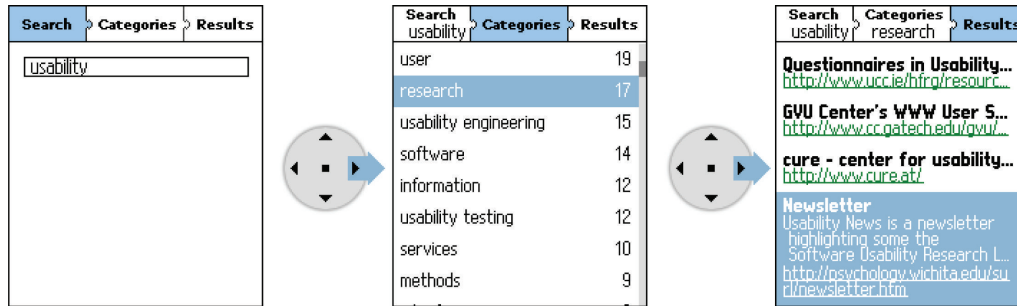 Search Categories Results
usability
Search Categories Results
usability
user 19
research 17
usability engineering 15
software 14
information 12
usability testing 12
services 10
methods 9
Search Categories Results
usability research
Questionnaires in Usability...
http://www.ucc.ie/hfrg/resourc...
GVU Center's WWW User S...
http://www.cc.gatech.edu/gvu/...
cure - center for usability...
http://www.cure.at/
Newsletter
Usability News is a newsletter
highlighting some the
Software Usability Research L...
http://psychology.wichita.edu/su
rl/newsletter.htm